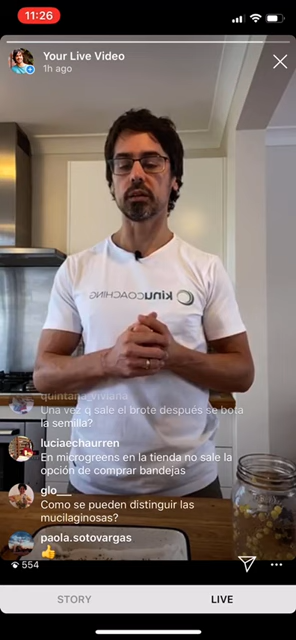 11:26
Your Live Video
1h ago
kinuCOACHING
quintana_viviana
Una vez q sale el brote después se bota
la semilla?
luciaechaurren
En microgreens en la tienda no sale la
opción de comprar bandejas
glo__
Como se pueden distinguir las
mucilaginosas?
paola.sotovargas
👍
554
STORY
LIVE